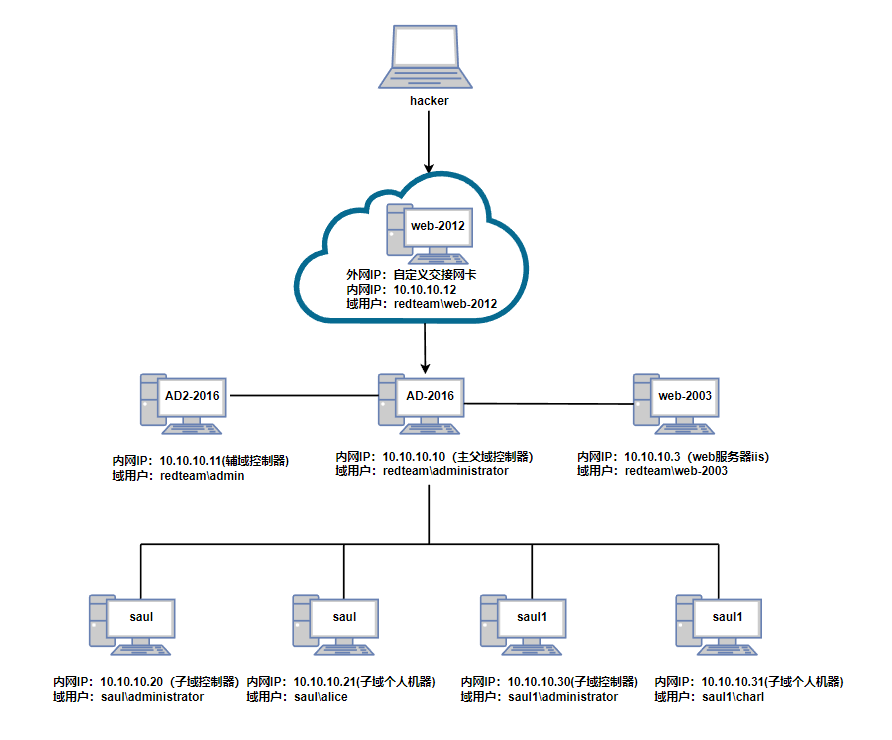 hacker
web-2012
外网IP：自定义交接网卡
内网IP：10.10.10.12
域用户：redteam\web-2012
AD2-2016
AD-2016
web-2003
内网IP：10.10.10.11(辅域控制器)
域用户：redteam\admin
内网IP：10.10.10.10（主父域控制器）
域用户：redteam\administrator
内网IP：10.10.10.3（web服务器iis）
域用户：redteam\web-2003
saul
saul
saul1
saul1
内网IP：10.10.10.20（子域控制器）
域用户：saul\administrator
内网IP：10.10.10.21(子域个人机器)
域用户：saul\alice
内网IP：10.10.10.30(子域控制器)
域用户：saul1\administrator
内网IP：10.10.10.31(子域个人机器)
域用户：saul1\charl